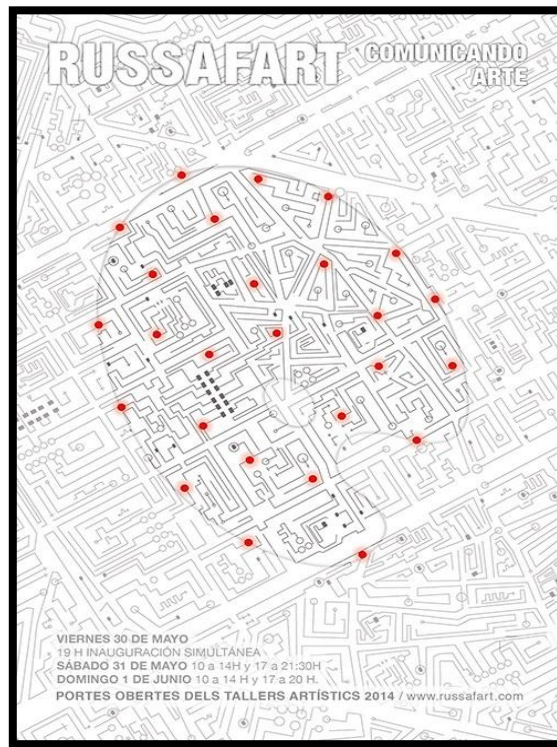 RUSSAFART
COMUNICANDO
ARTE
VIERNES 30 DE MAYO
19 H INAUGURACIÓN SIMULTÁNEA
SÁBADO 31 DE MAYO 10 a 14H y 17 a 21:30H
DOMINGO 1 DE JUNIO 10 a 14 H y 17 a 20 H.
PORTES OBERTES DELS TALLERS ARTÍSTICS 2014 / www.russafart.com